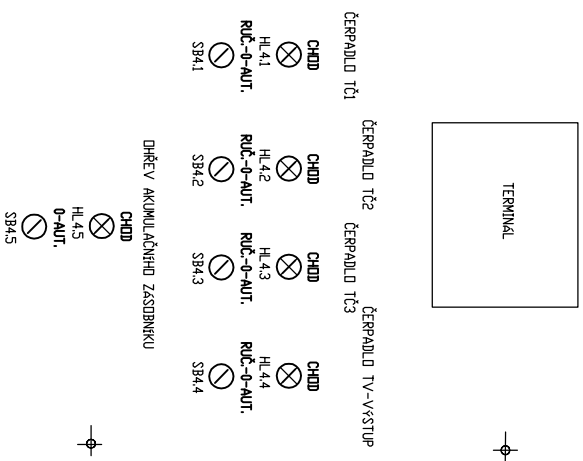 TERMINÁL
ČERPADLO TČ1
ČERPADLO TČ2
ČERPADLO TČ3
ČERPADLO TV-VÝSTUP
CHOD
HL4.1
RUČ.-0-AUT.
SB4.1
CHOD
HL4.2
RUČ.-0-AUT.
SB4.2
CHOD
HL4.3
RUČ.-0-AUT.
SB4.3
CHOD
HL4.4
RUČ.-0-AUT.
SB4.4
OHŘEV AKUMULAČNÍHO ZÁSOBNÍKU
CHOD
HL4.5
0-AUT.
SB4.5